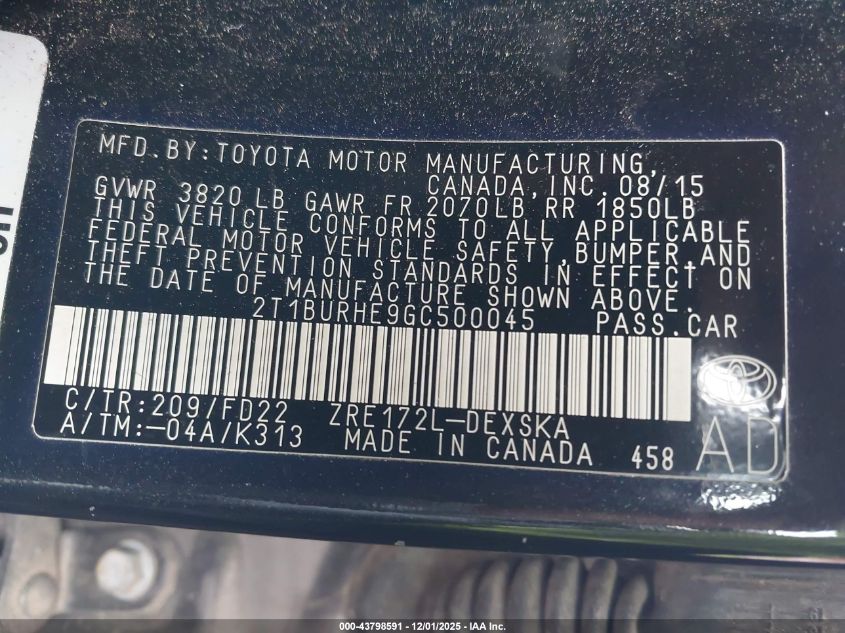 MFD.BY:TOYOTA MOTOR MANUFACTURING,
CANADA,INC. 08/15
GVWR 3820 LB GAWR FR 2070LB RR 1850LB
THIS VEHICLE CONFORMS TO ALL APPLICABLE
FEDERAL MOTOR VEHICLE SAFETY,BUMPER,AND
THEFT PREVENTION STANDARDS IN EFFECT ON
THE DATE OF MANUFACTURE SHOWN ABOVE.
2T1BURHE9GC500045 PASS.CAR
C/TR:209/FD22 ZRE172L-DEXSKA
A/TM:-04A/K313 MADE IN CANADA 458 AD
000-43798591 - 12/01/2025 - IAA Inc.